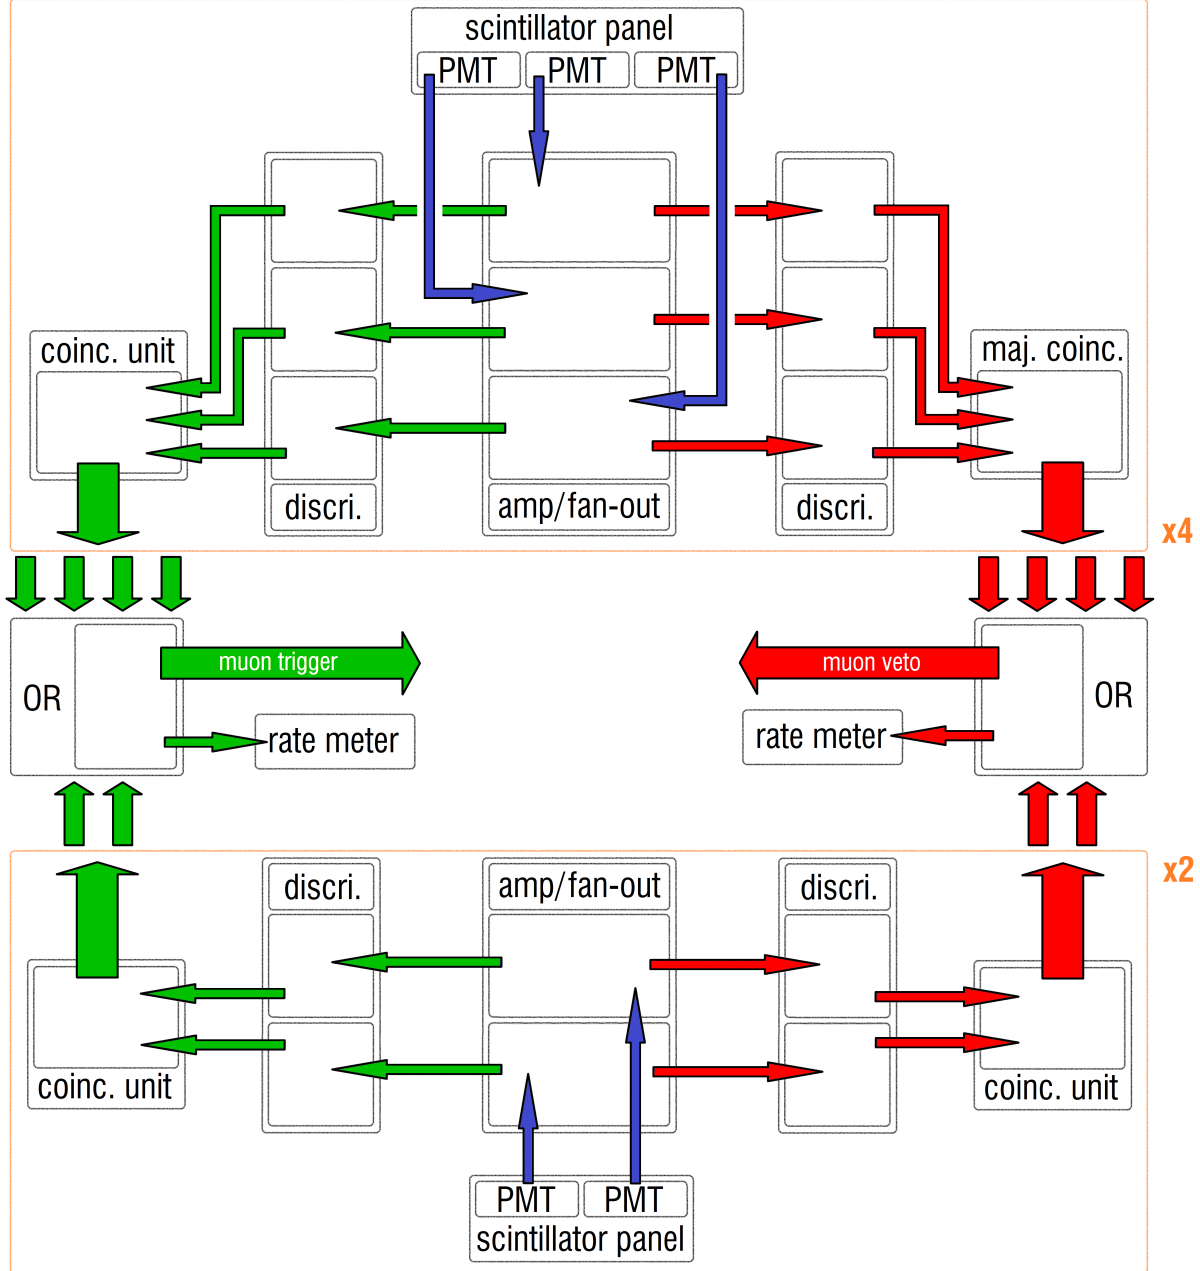 scintillator panel
PMT PMT PMT
coinc. unit
maj. coinc.
discri.
amp/fan-out
discri.
x4
muon trigger
muon veto
OR
OR
rate meter
rate meter
x2
discri.
amp/fan-out
discri.
coinc. unit
coinc. unit
PMT PMT
scintillator panel